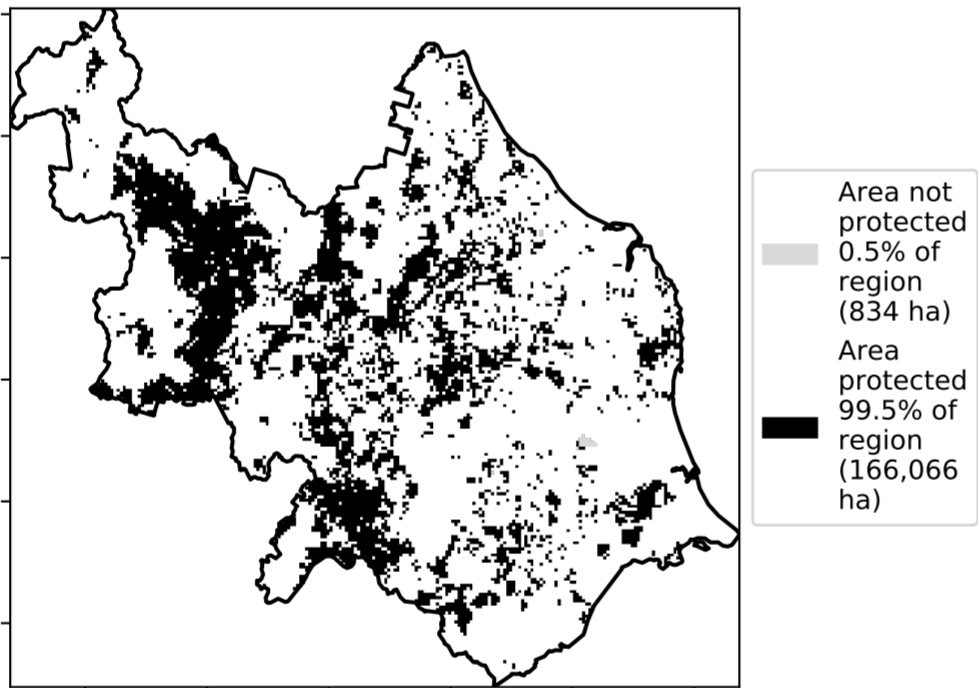 Area not
protected
0.5% of
region
(834 ha)
Area
protected
99.5% of
region
(166,066
ha)